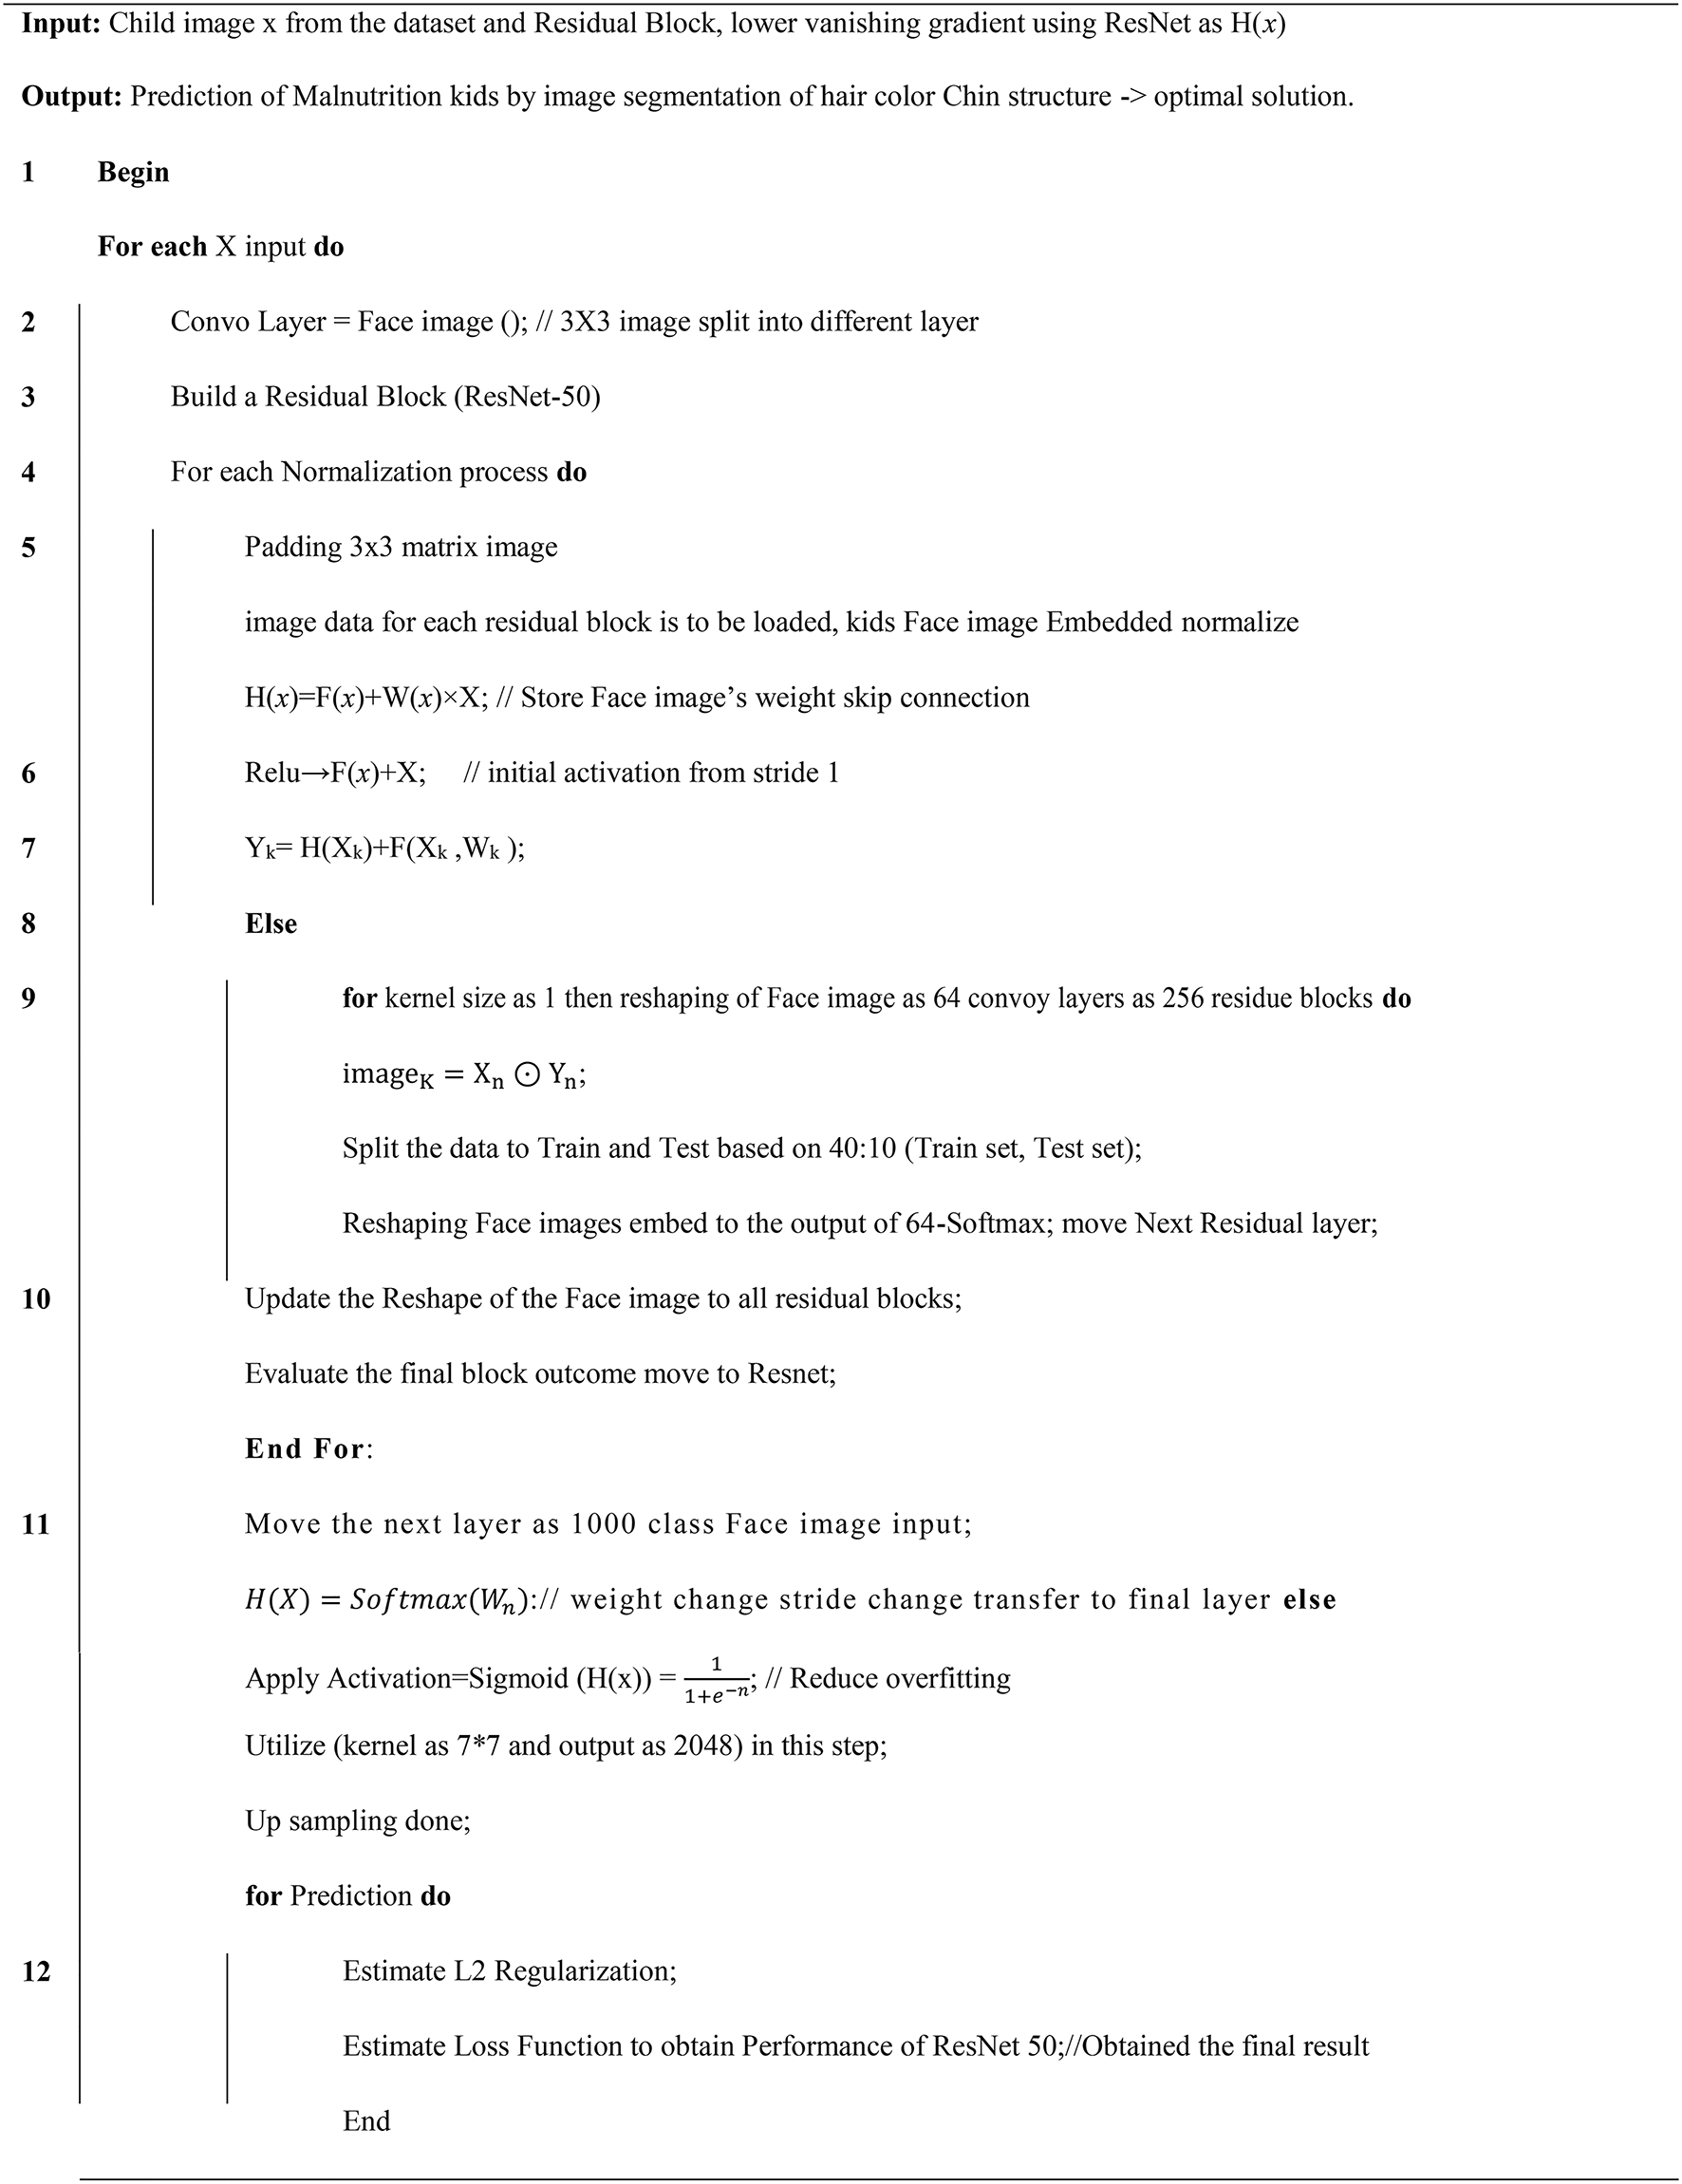 Input: Child image x from the dataset and Residual Block, lower vanishing gradient using ResNet as H(x)
Output: Prediction of Malnutrition kids by image segmentation of hair color Chin structure -> optimal solution.
1 Begin
For each X input do
2 Convo Layer = Face image (); // 3X3 image split into different layer
3 Build a Residual Block (ResNet-50)
4 For each Normalization process do
5 Padding 3x3 matrix image
image data for each residual block is to be loaded, kids Face image Embedded normalize
H(x)=F(x)+W(x)×X; // Store Face image’s weight skip connection
6 Relu→F(x)+X; // initial activation from stride 1
7 Yₖ= H(Xₖ)+F(Xₖ ,Wₖ );
8 Else
9 for kernel size as 1 then reshaping of Face image as 64 convoy layers as 256 residue blocks do
image_K = X_n ⊙ Y_n;
Split the data to Train and Test based on 40:10 (Train set, Test set);
Reshaping Face images embed to the output of 64-Softmax; move Next Residual layer;
10 Update the Reshape of the Face image to all residual blocks;
Evaluate the final block outcome move to Resnet;
End For:
11 Move the next layer as 1000 class Face image input;
H(X) = Softmax(W_n):// weight change stride change transfer to final layer else
Apply Activation=Sigmoid (H(x)) = 1/(1+e^−n); // Reduce overfitting
Utilize (kernel as 7*7 and output as 2048) in this step;
Up sampling done;
for Prediction do
12 Estimate L2 Regularization;
Estimate Loss Function to obtain Performance of ResNet 50;//Obtained the final result
End